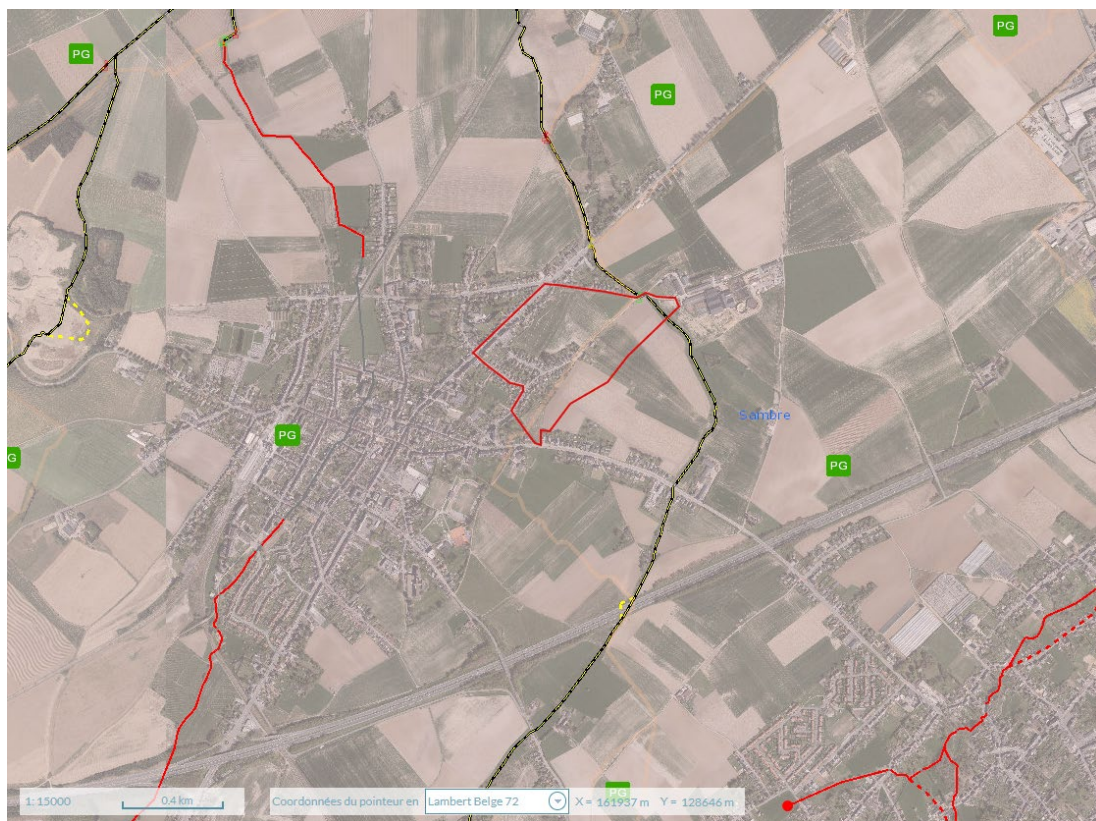 PG
PG
PG
Sambre
PG
G
PG
PG
1: 15000
0,4 km
Coordonnées du pointeur en
Lambert Belge 72
X = 161937 m Y = 128646 m